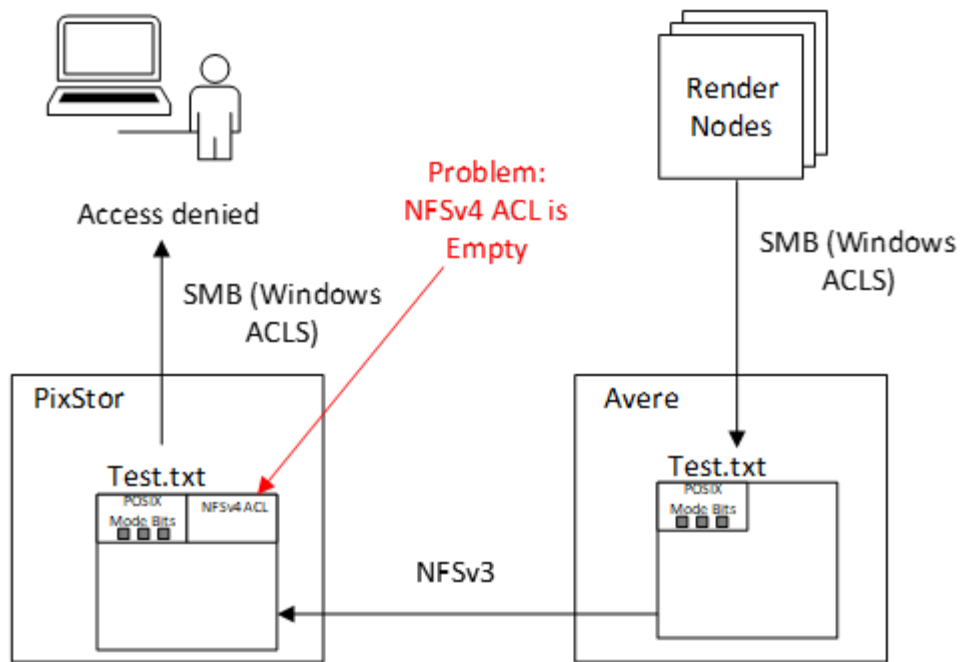 Render
Nodes
Problem:
NFSv4 ACL is
Empty
Access denied
SMB (Windows
ACLS)
SMB (Windows
ACLS)
PixStor
Avere
Test.txt
POSIX
Mode Bits
NFSv4 ACL
Test.txt
POSIX
Mode Bits
NFSv3